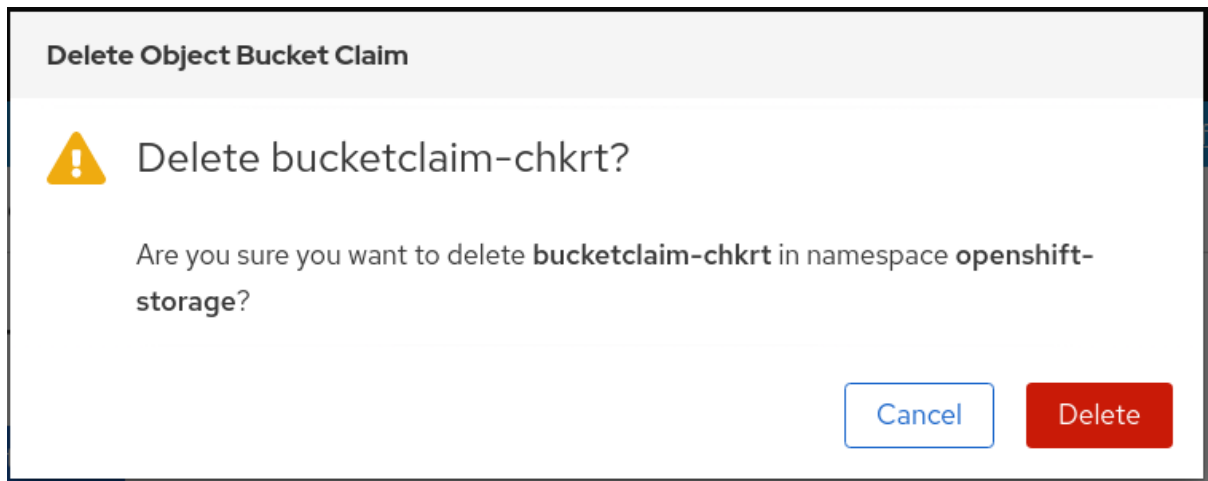 Delete Object Bucket Claim
Delete bucketclaim-chkrt?
Are you sure you want to delete bucketclaim-chkrt in namespace openshift-
storage?
Cancel
Delete